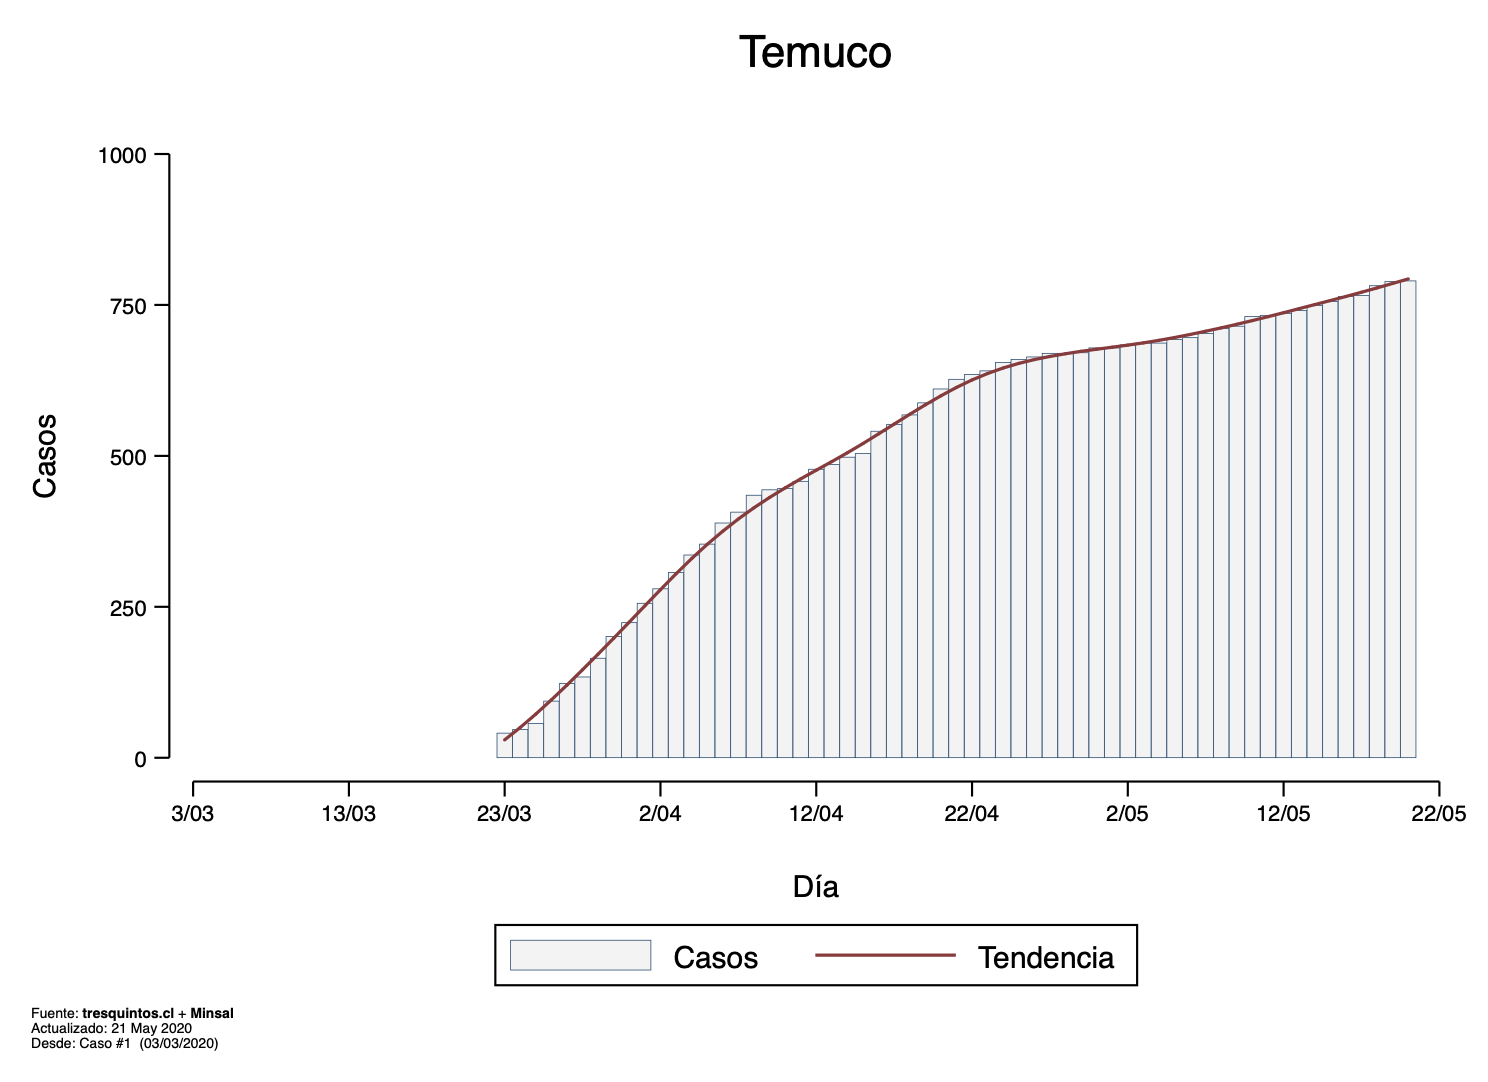 Temuco
1000
750
500
250
0
Casos
3/03 13/03 23/03 2/04 12/04 22/04 2/05 12/05 22/05
Día
Casos Tendencia
Fuente: tresquintos.cl + Minsal
Actualizado: 21 May 2020
Desde: Caso #1 (03/03/2020)